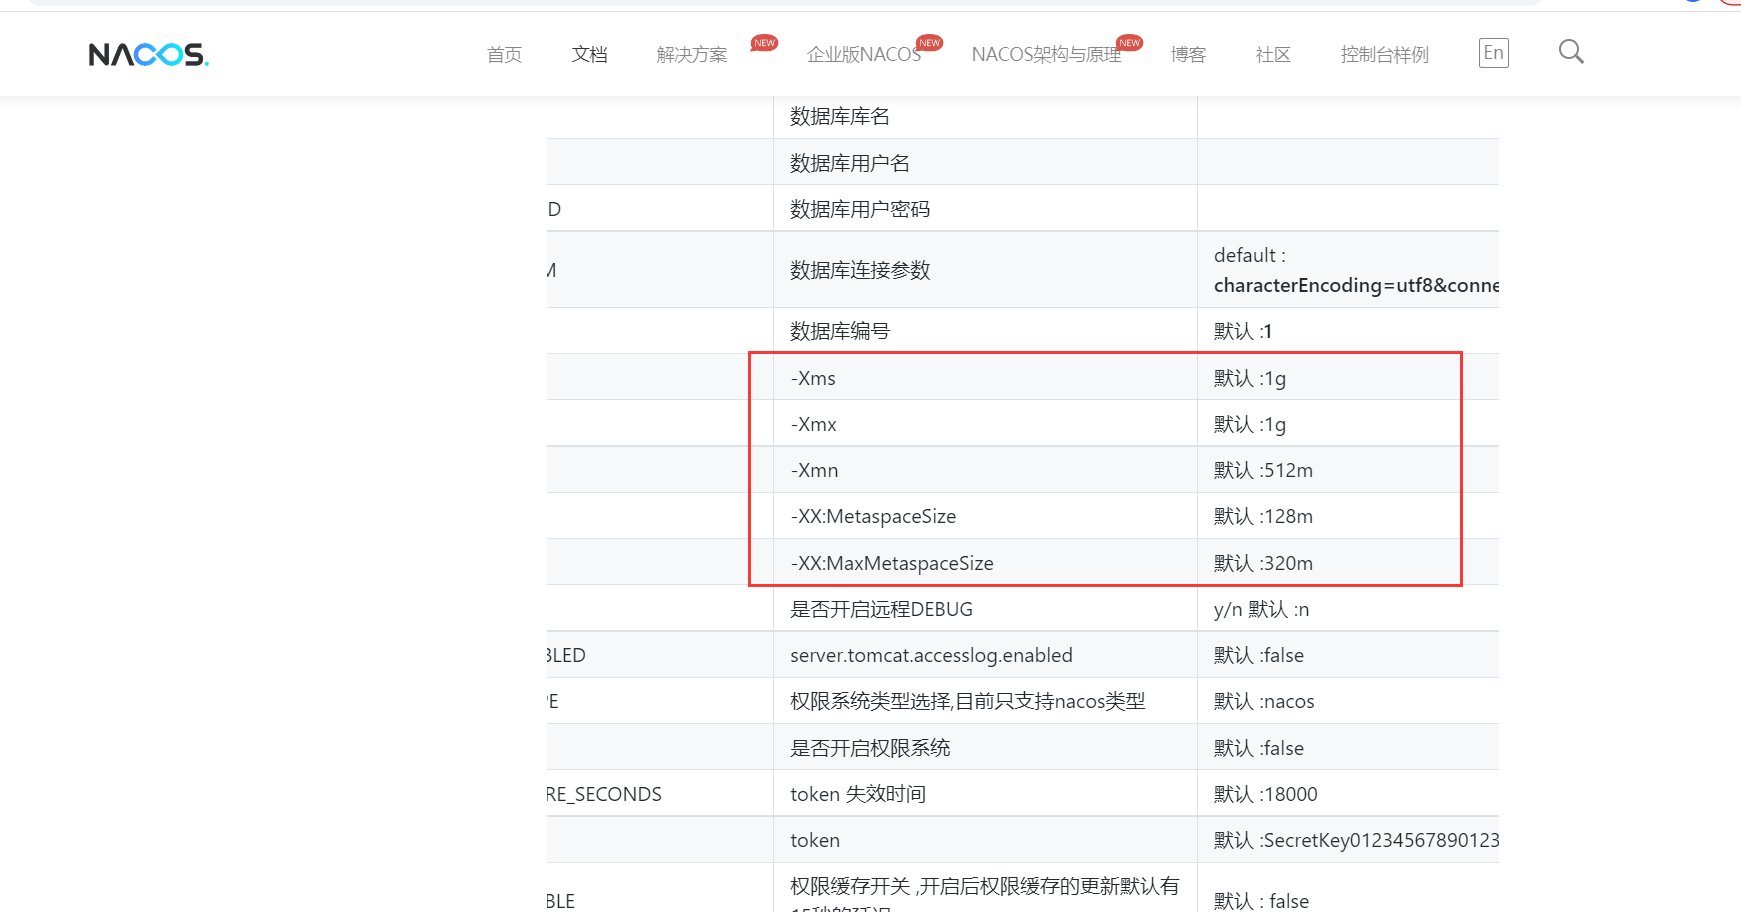 NACOS.
首页 文档 解决方案 NEW 企业版NACOS NEW NACOS架构与原理 NEW 博客 社区 控制台样例 En
数据库库名
数据库用户名
D 数据库用户密码
M 数据库连接参数 default :
characterEncoding=utf8&conne
数据库编号 默认 :1
-Xms 默认 :1g
-Xmx 默认 :1g
-Xmn 默认 :512m
-XX:MetaspaceSize 默认 :128m
-XX:MaxMetaspaceSize 默认 :320m
是否开启远程DEBUG y/n 默认 :n
BLED server.tomcat.accesslog.enabled 默认 :false
PE 权限系统类型选择,目前只支持nacos类型 默认 :nacos
是否开启权限系统 默认 :false
RE_SECONDS token 失效时间 默认 :18000
token 默认 :SecretKey01234567890123
BLE 权限缓存开关 ,开启后权限缓存的更新默认有 默认 : false
15秒的延迟